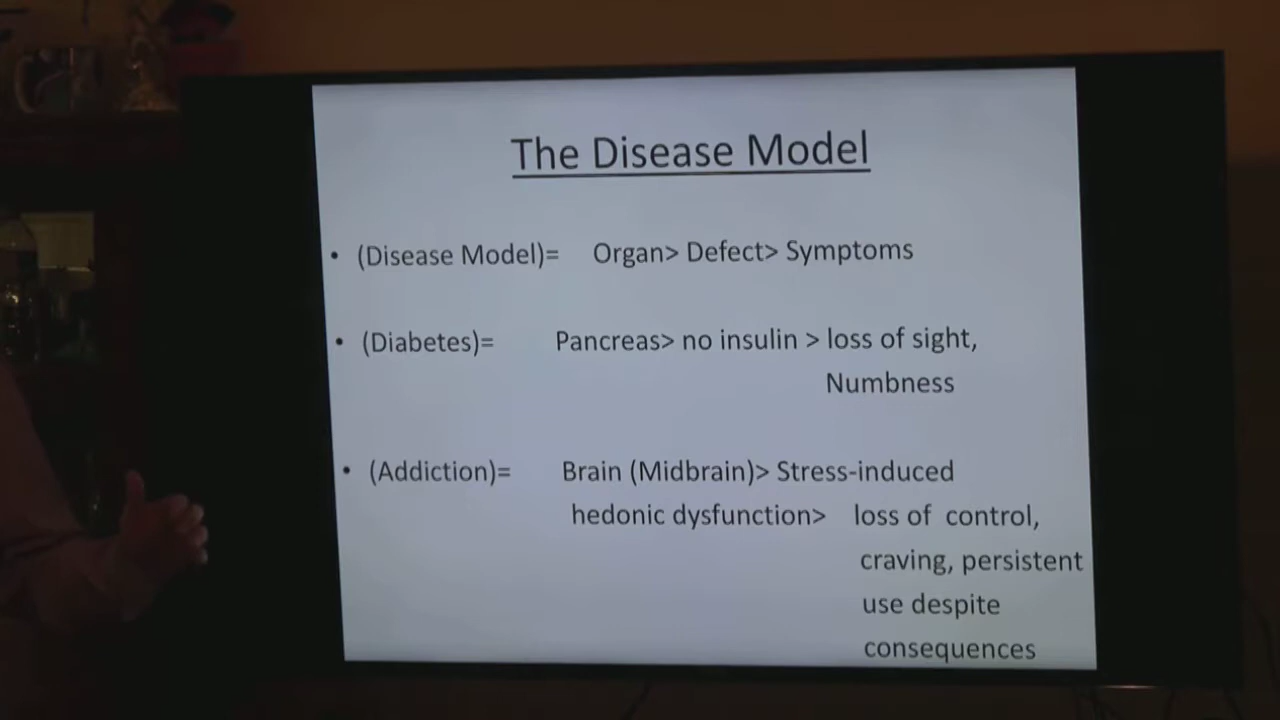 The Disease Model
• (Disease Model)= Organ> Defect> Symptoms
• (Diabetes)= Pancreas> no insulin > loss of sight,
Numbness
• (Addiction)= Brain (Midbrain)> Stress-induced
hedonic dysfunction> loss of control,
craving, persistent
use despite
consequences